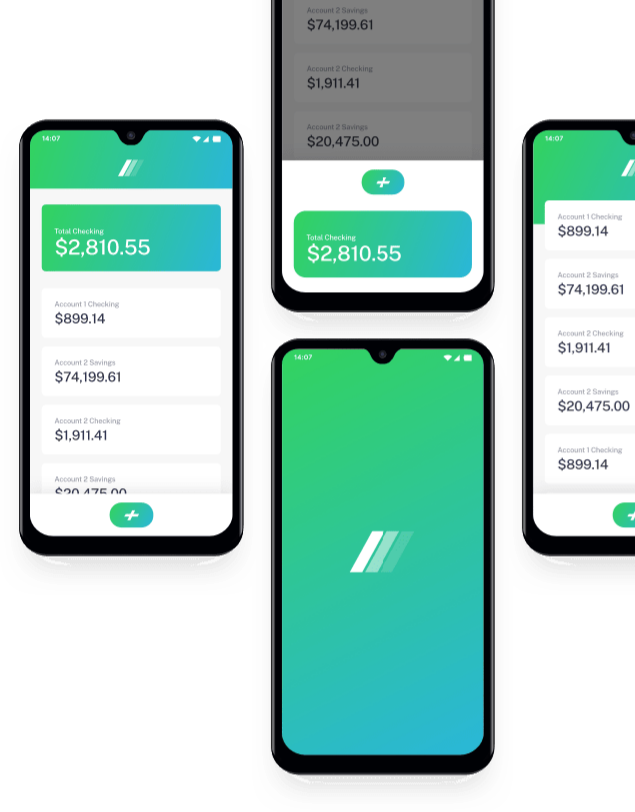 14:07
Total Checking
$2,810.55
Account 1 Checking
$899.14
Account 2 Savings
$74,199.61
Account 2 Checking
$1,911.41
Account 2 Savings
$20,475.00
Account 2 Savings
$74,199.61
Account 2 Checking
$1,911.41
Account 2 Savings
$20,475.00
Total Checking
$2,810.55
14:07
14:07
Account 1 Checking
$899.14
Account 2 Savings
$74,199.61
Account 2 Checking
$1,911.41
Account 2 Savings
$20,475.00
Account 1 Checking
$899.14